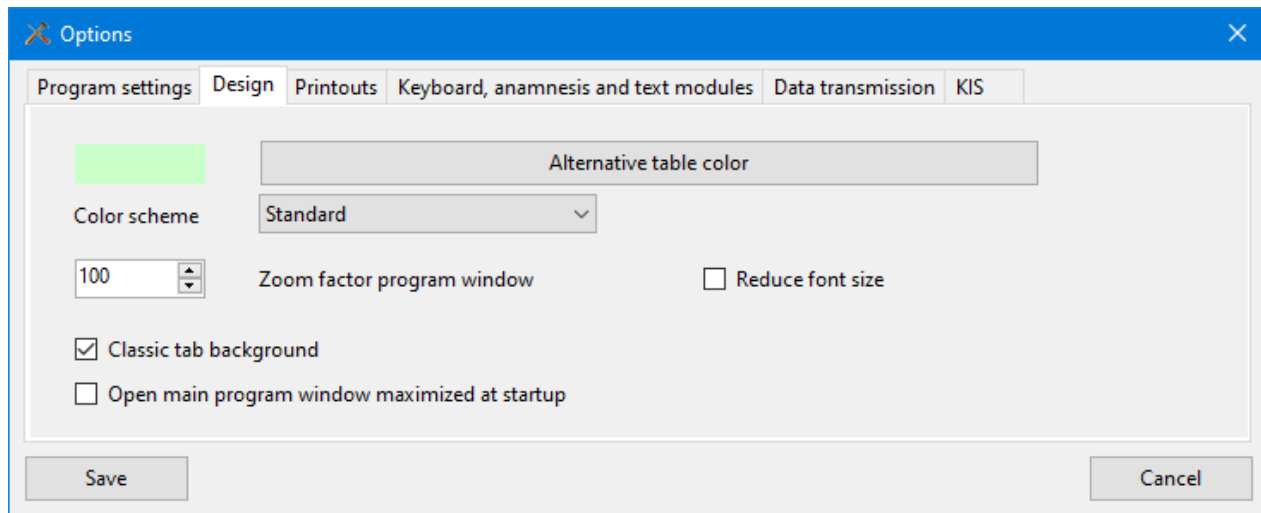 Options
Program settings Design Printouts Keyboard, anamnesis and text modules Data transmission KIS
Alternative table color
Color scheme Standard
100 Zoom factor program window Reduce font size
Classic tab background
Open main program window maximized at startup
Save Cancel